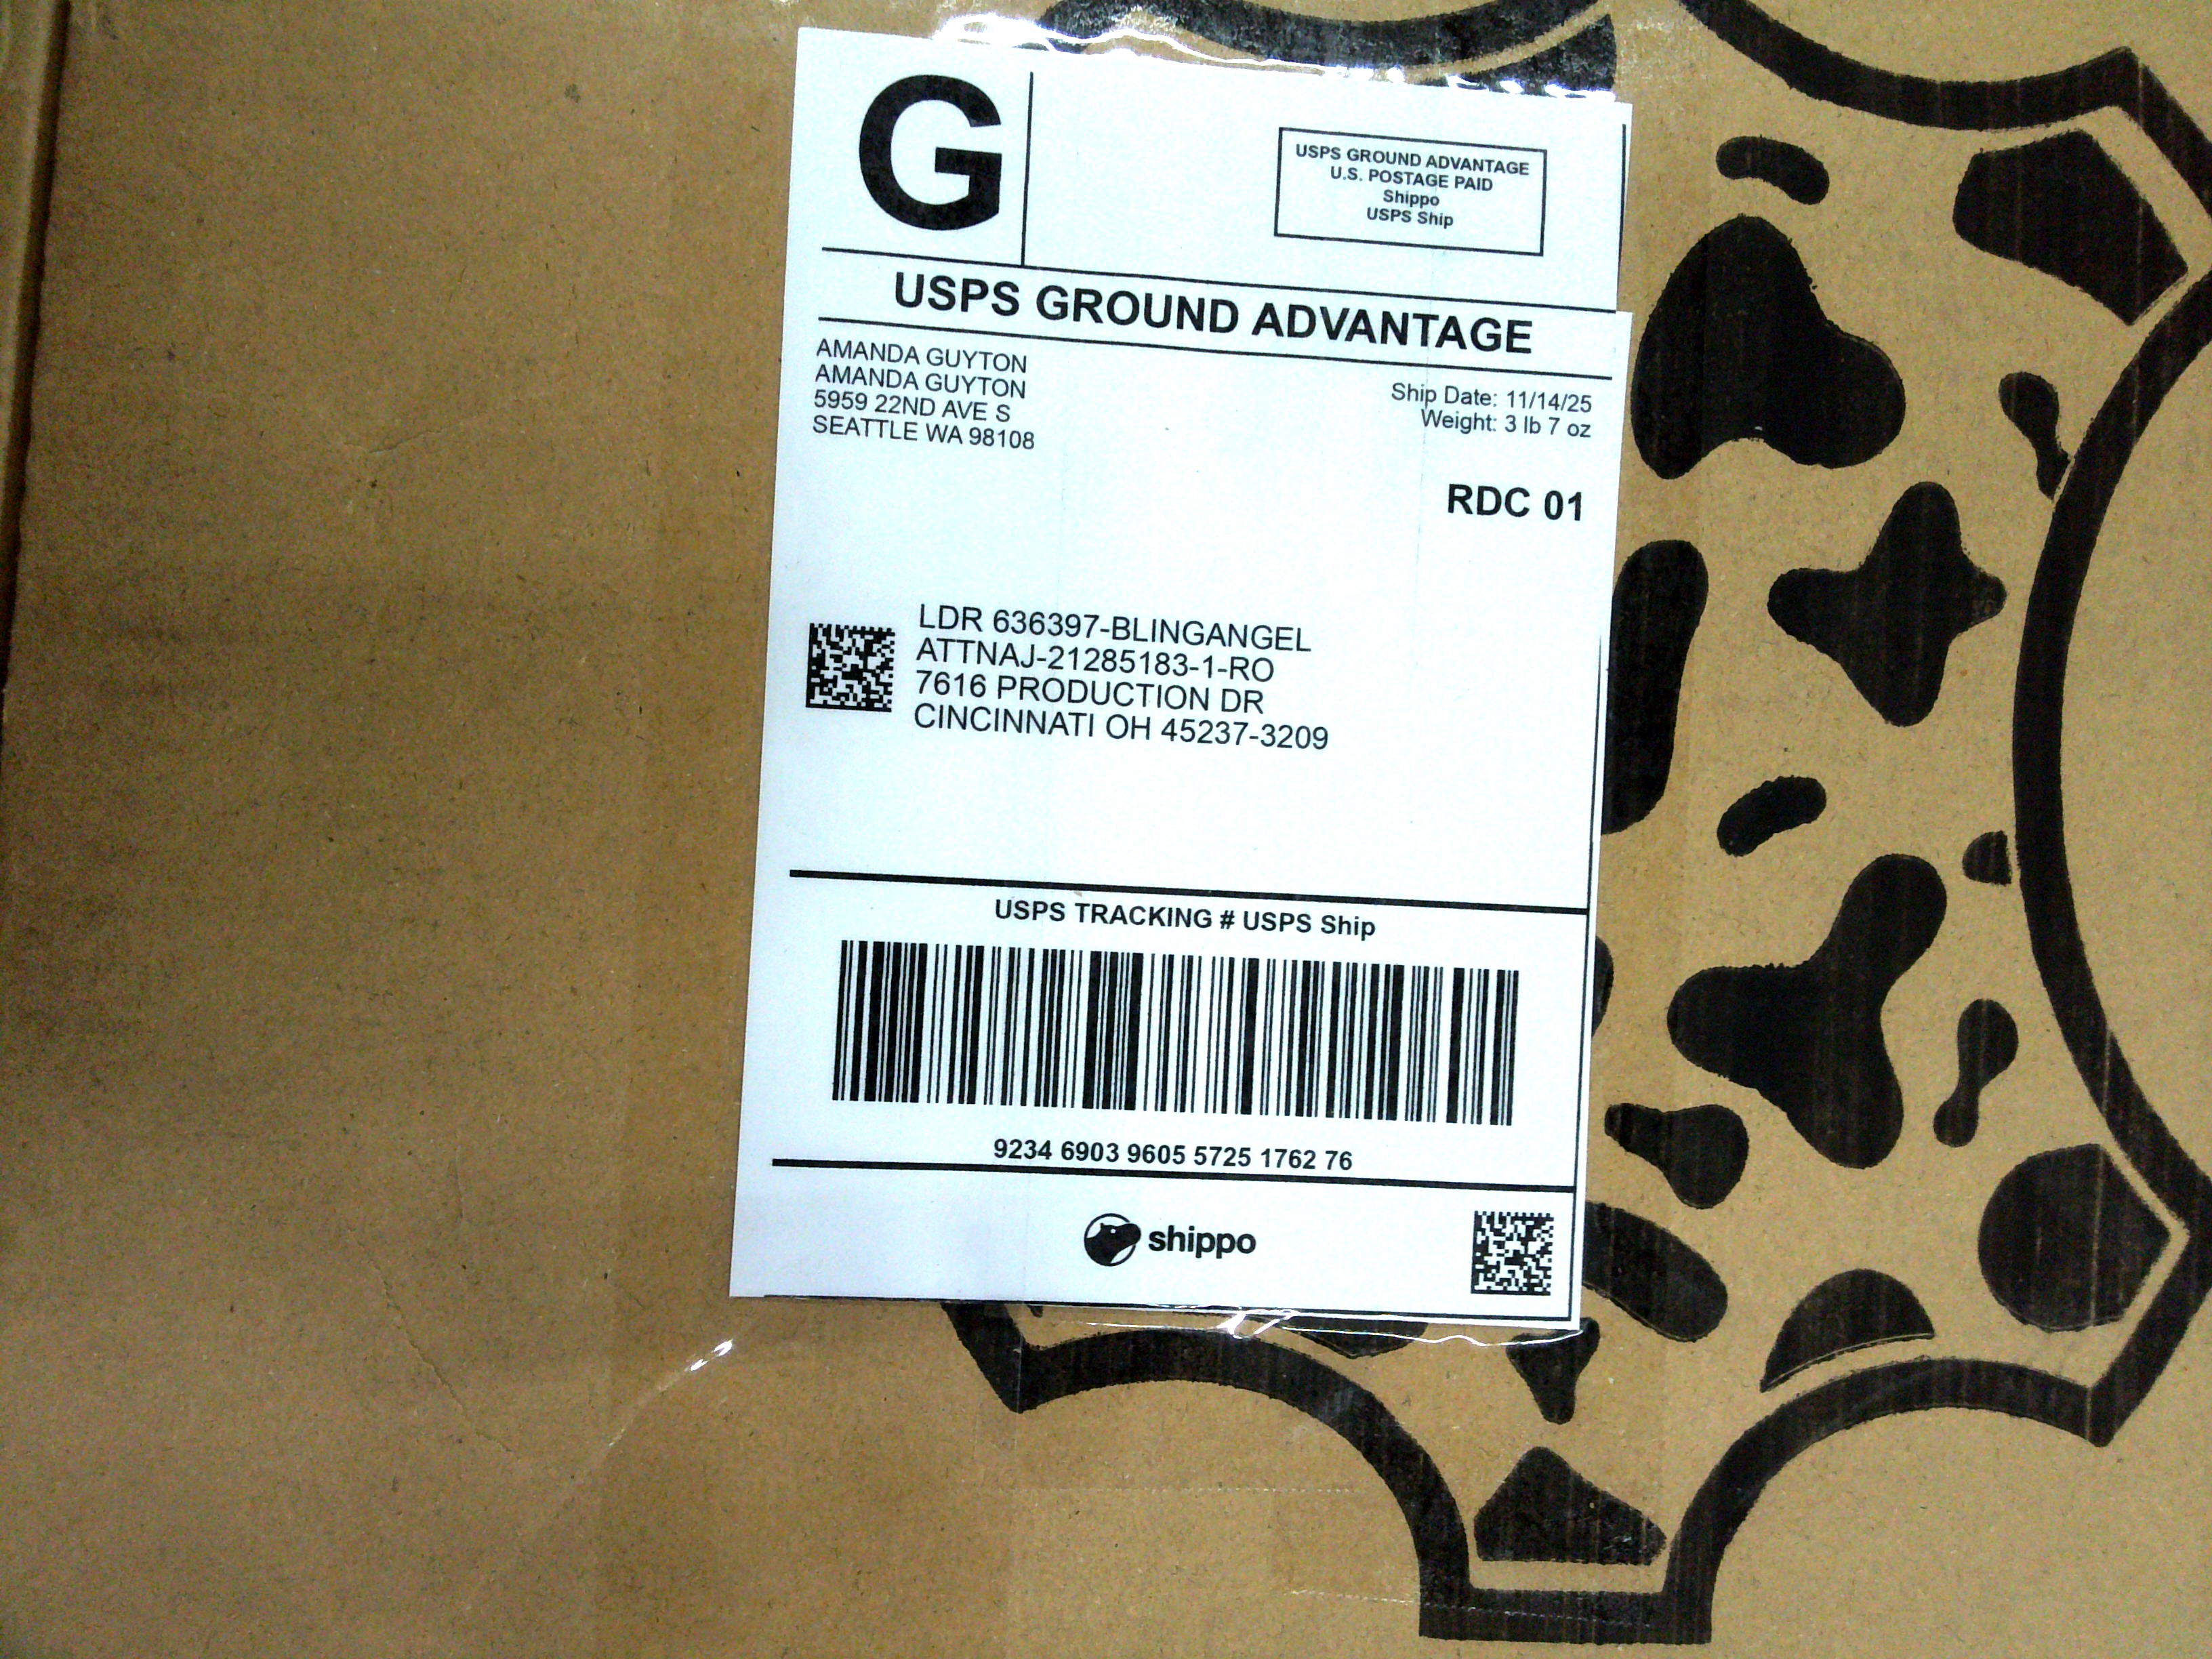 G
USPS GROUND ADVANTAGE
U.S. POSTAGE PAID
Shippo
USPS Ship
USPS GROUND ADVANTAGE
AMANDA GUYTON
AMANDA GUYTON
5959 22ND AVE S
SEATTLE WA 98108
Ship Date: 11/14/25
Weight: 3 lb 7 oz
RDC 01
LDR 636397-BLINGANGEL
ATTNAJ-21285183-1-RO
7616 PRODUCTION DR
CINCINNATI OH 45237-3209
USPS TRACKING # USPS Ship
9234 6903 9605 5725 1762 76
shippo